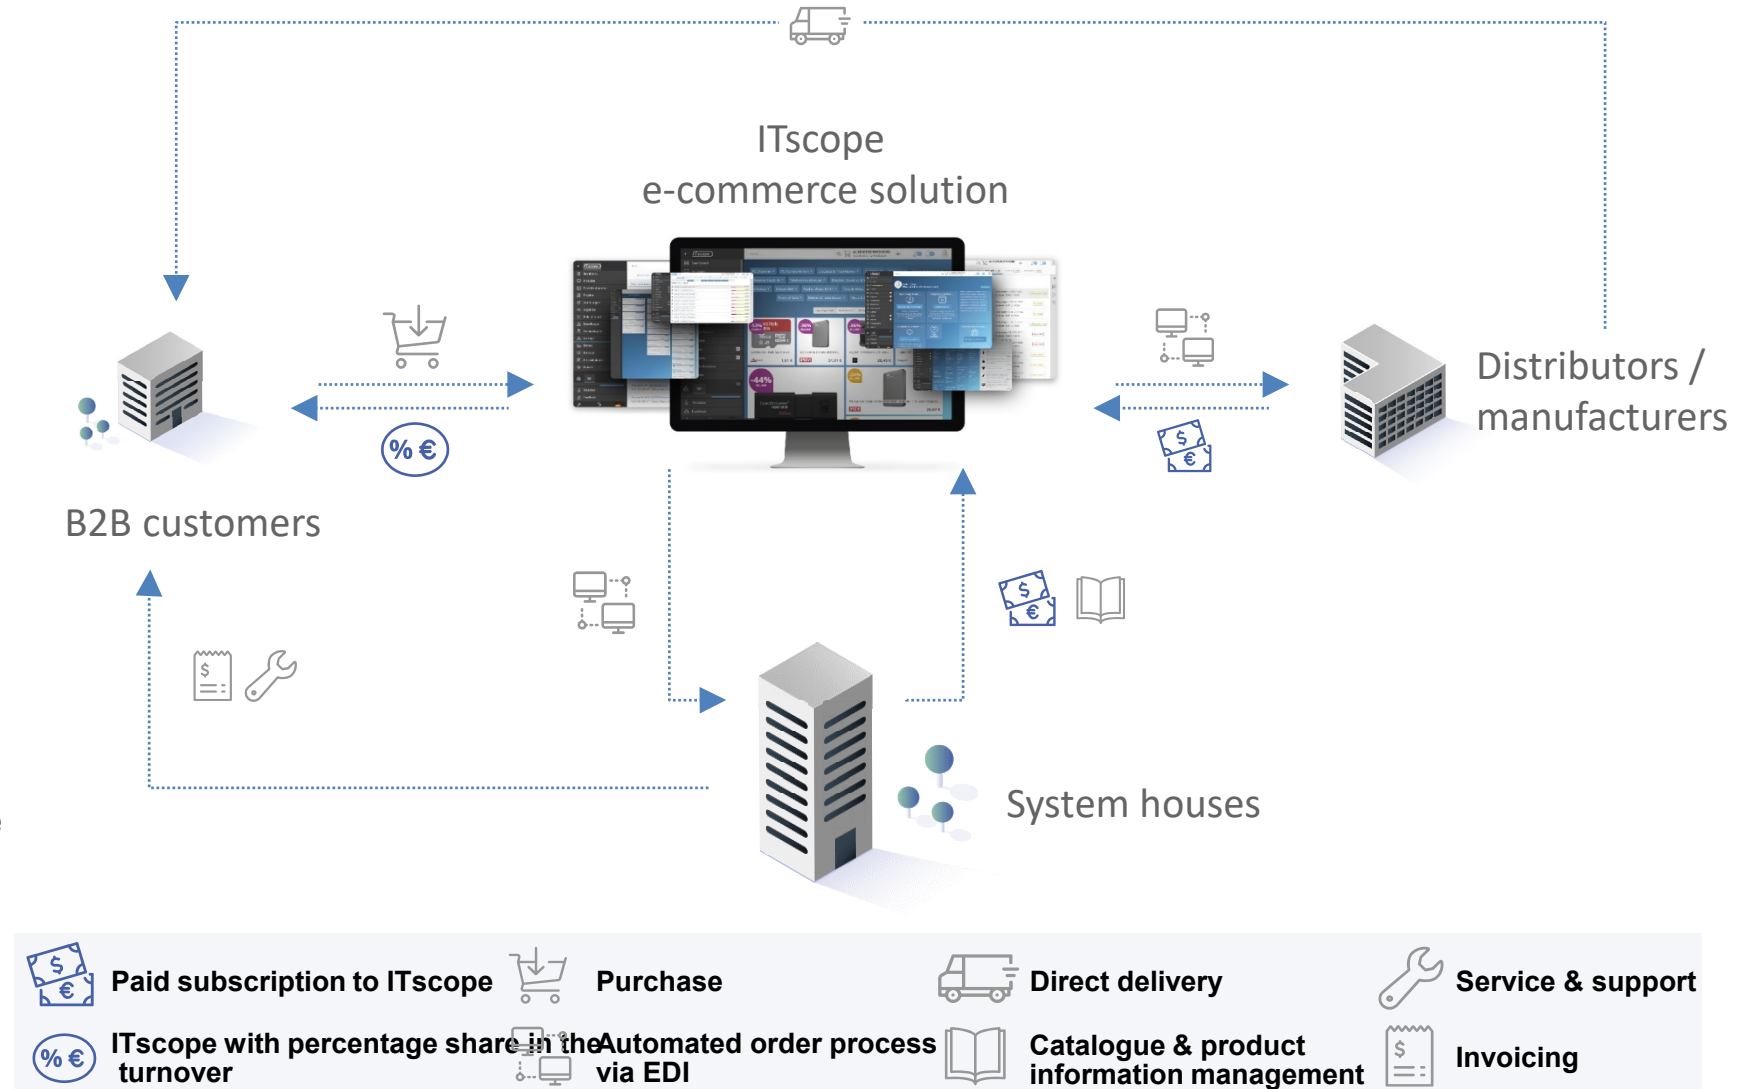 ITscope
e-commerce solution
% €
$
€
Distributors /
manufacturers
B2B customers
$
€
$
System houses
e
$
€
Paid subscription to ITscope
Purchase
Direct delivery
Service & support
% €
ITscope with percentage share in the
turnover
Automated order process
via EDI
Catalogue & product
information management
$
Invoicing
-44%